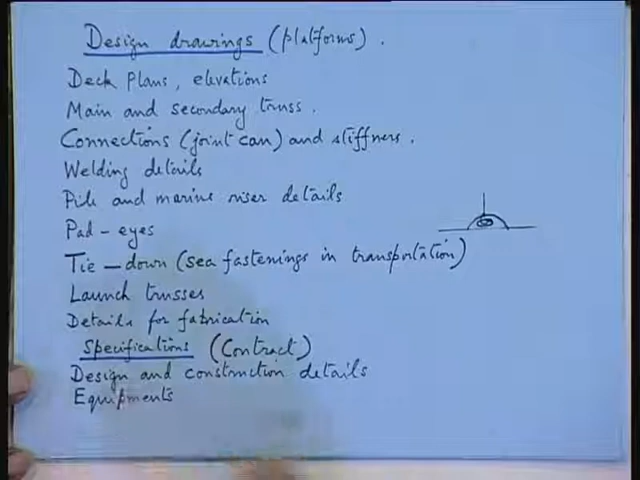 Design drawings (platforms).
Deck plans, elevations
Main and secondary truss.
Connections (joint can) and stiffners.
Welding details
Pile and marine riser details
Pad-eyes
Tie-down (sea fastenings in transportation)
Launch trusses
Details for fabrication
Specifications (Contract)
Design and construction details
Equipments